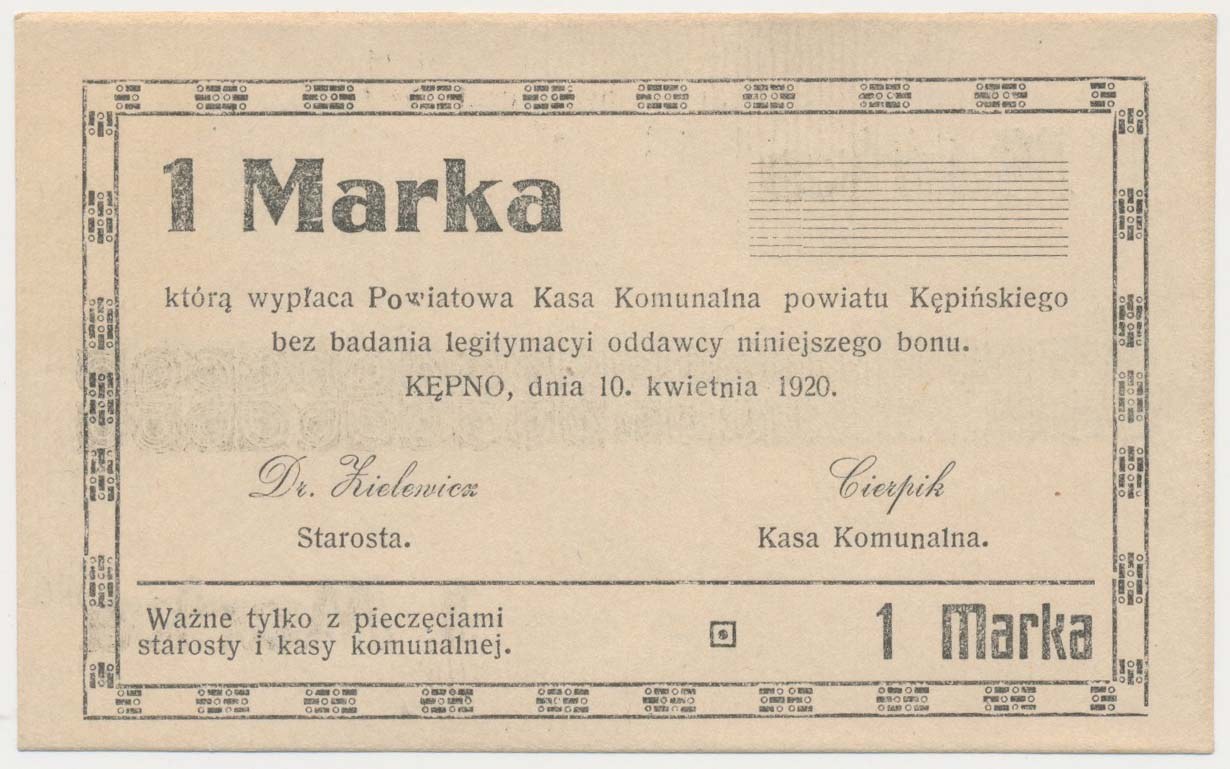 1 Marka
którą wypłaca Powiatowa Kasa Komunalna powiatu Kępińskiego
bez badania legitymacyi oddawcy niniejszego bonu.
KĘPNO, dnia 10. kwietnia 1920.
Dr. Zielewicz
Starosta.
Cierpik
Kasa Komunalna.
Ważne tylko z pieczęciami
starosty i kasy komunalnej.
1 Marka